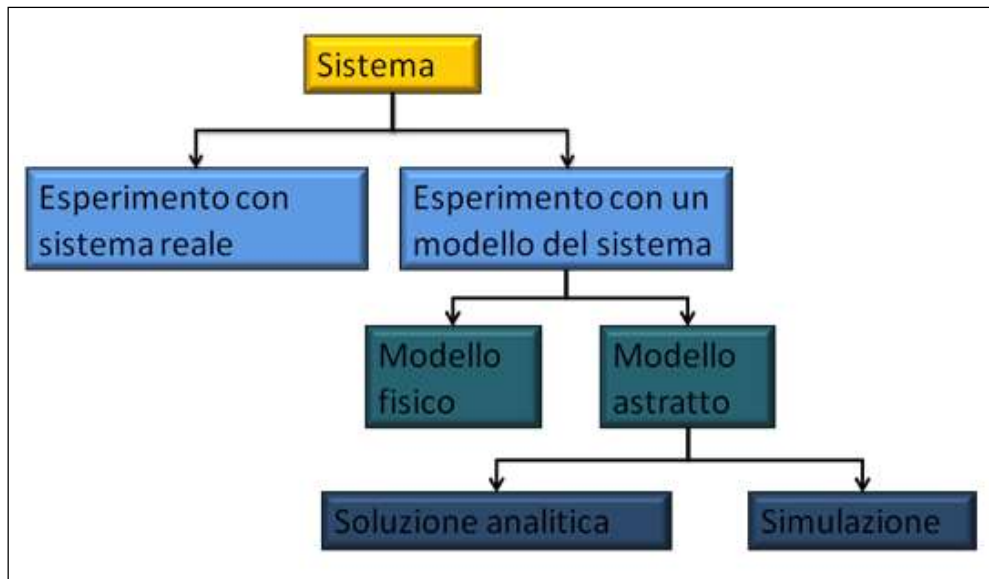 Sistema
Esperimento con
sistema reale
Esperimento con un
modello del sistema
Modello
fisico
Modello
astratto
Soluzione analitica
Simulazione